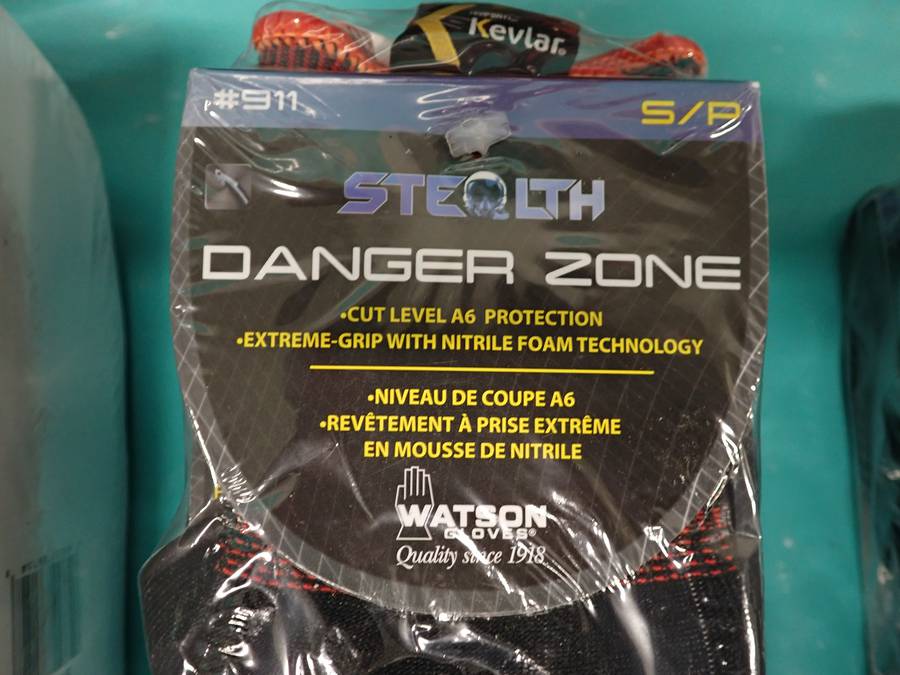 Kevlar®
#911
S/P
STEALTH
DANGER ZONE
•CUT LEVEL A6 PROTECTION
•EXTREME-GRIP WITH NITRILE FOAM TECHNOLOGY
•NIVEAU DE COUPE A6
•REVÊTEMENT À PRISE EXTRÊME
EN MOUSSE DE NITRILE
WATSON
GLOVES®
Quality since 1918